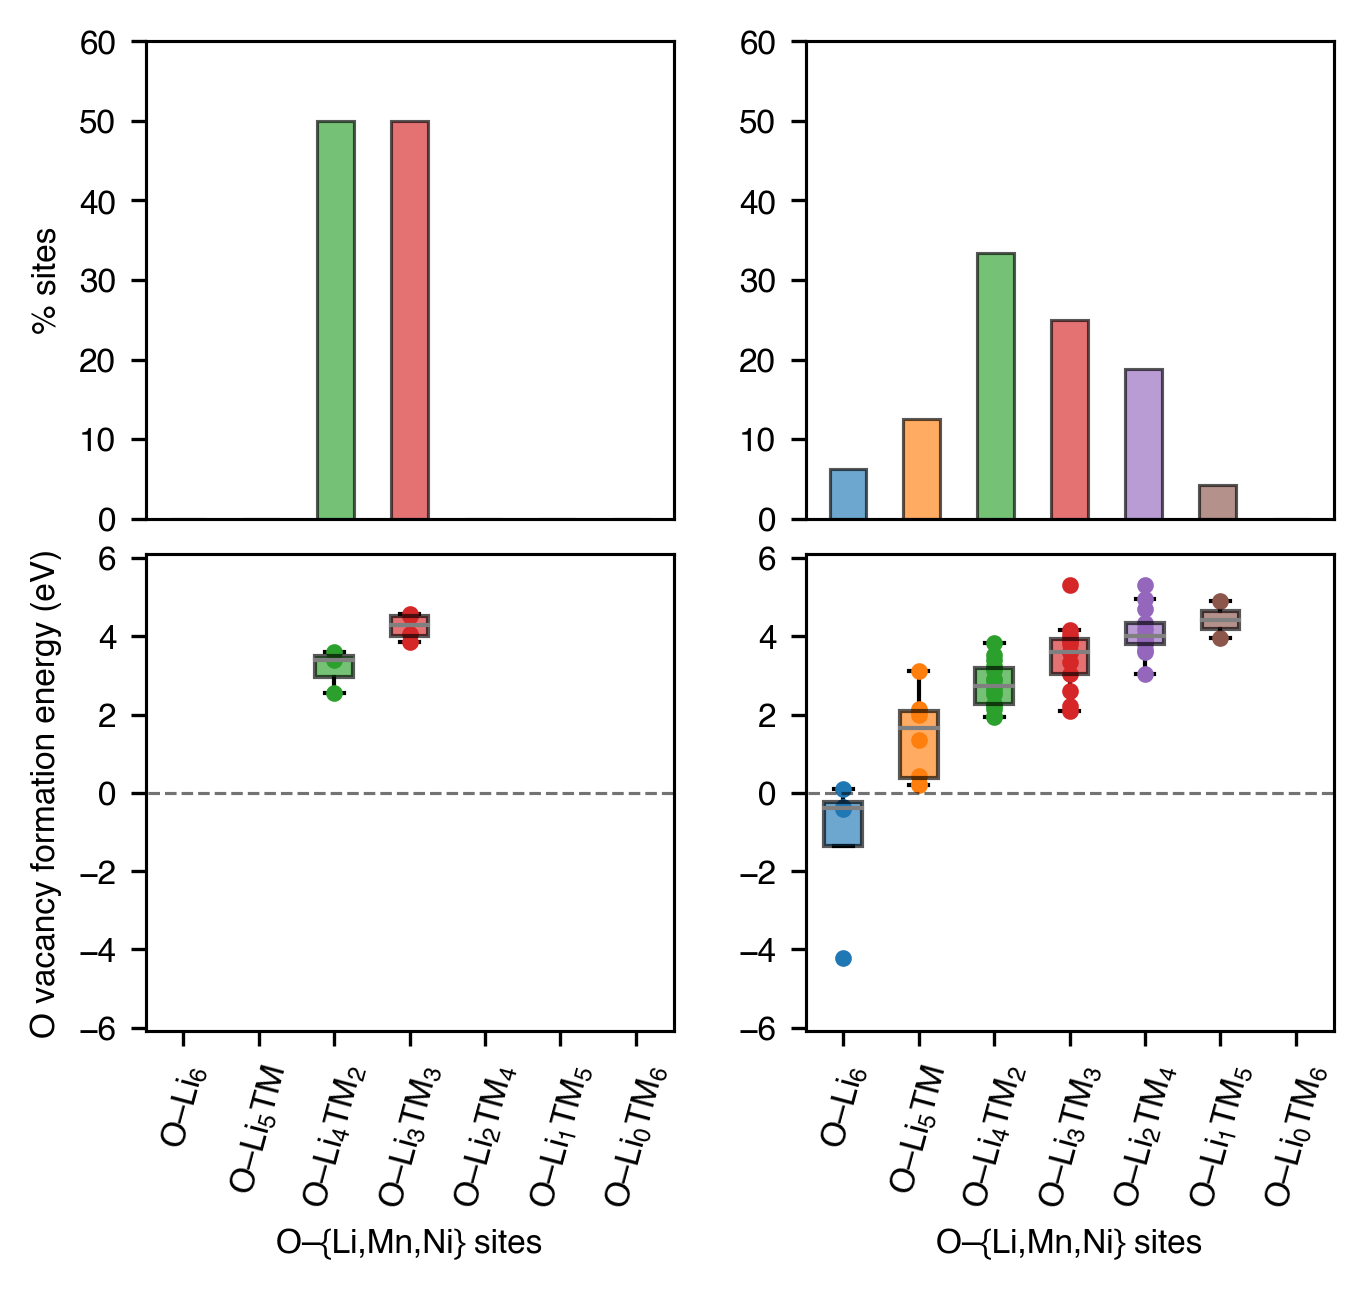 60
50
40
30
20
10
0
% sites
60
50
40
30
20
10
0
6
4
2
0
−2
−4
−6
O vacancy formation energy (eV)
O–Li₆
O–Li₅TM
O–Li₄TM₂
O–Li₃TM₃
O–Li₂TM₄
O–Li₁TM₅
O–Li₀TM₆
O–{Li,Mn,Ni} sites
6
4
2
0
−2
−4
−6
O–Li₆
O–Li₅TM
O–Li₄TM₂
O–Li₃TM₃
O–Li₂TM₄
O–Li₁TM₅
O–Li₀TM₆
O–{Li,Mn,Ni} sites